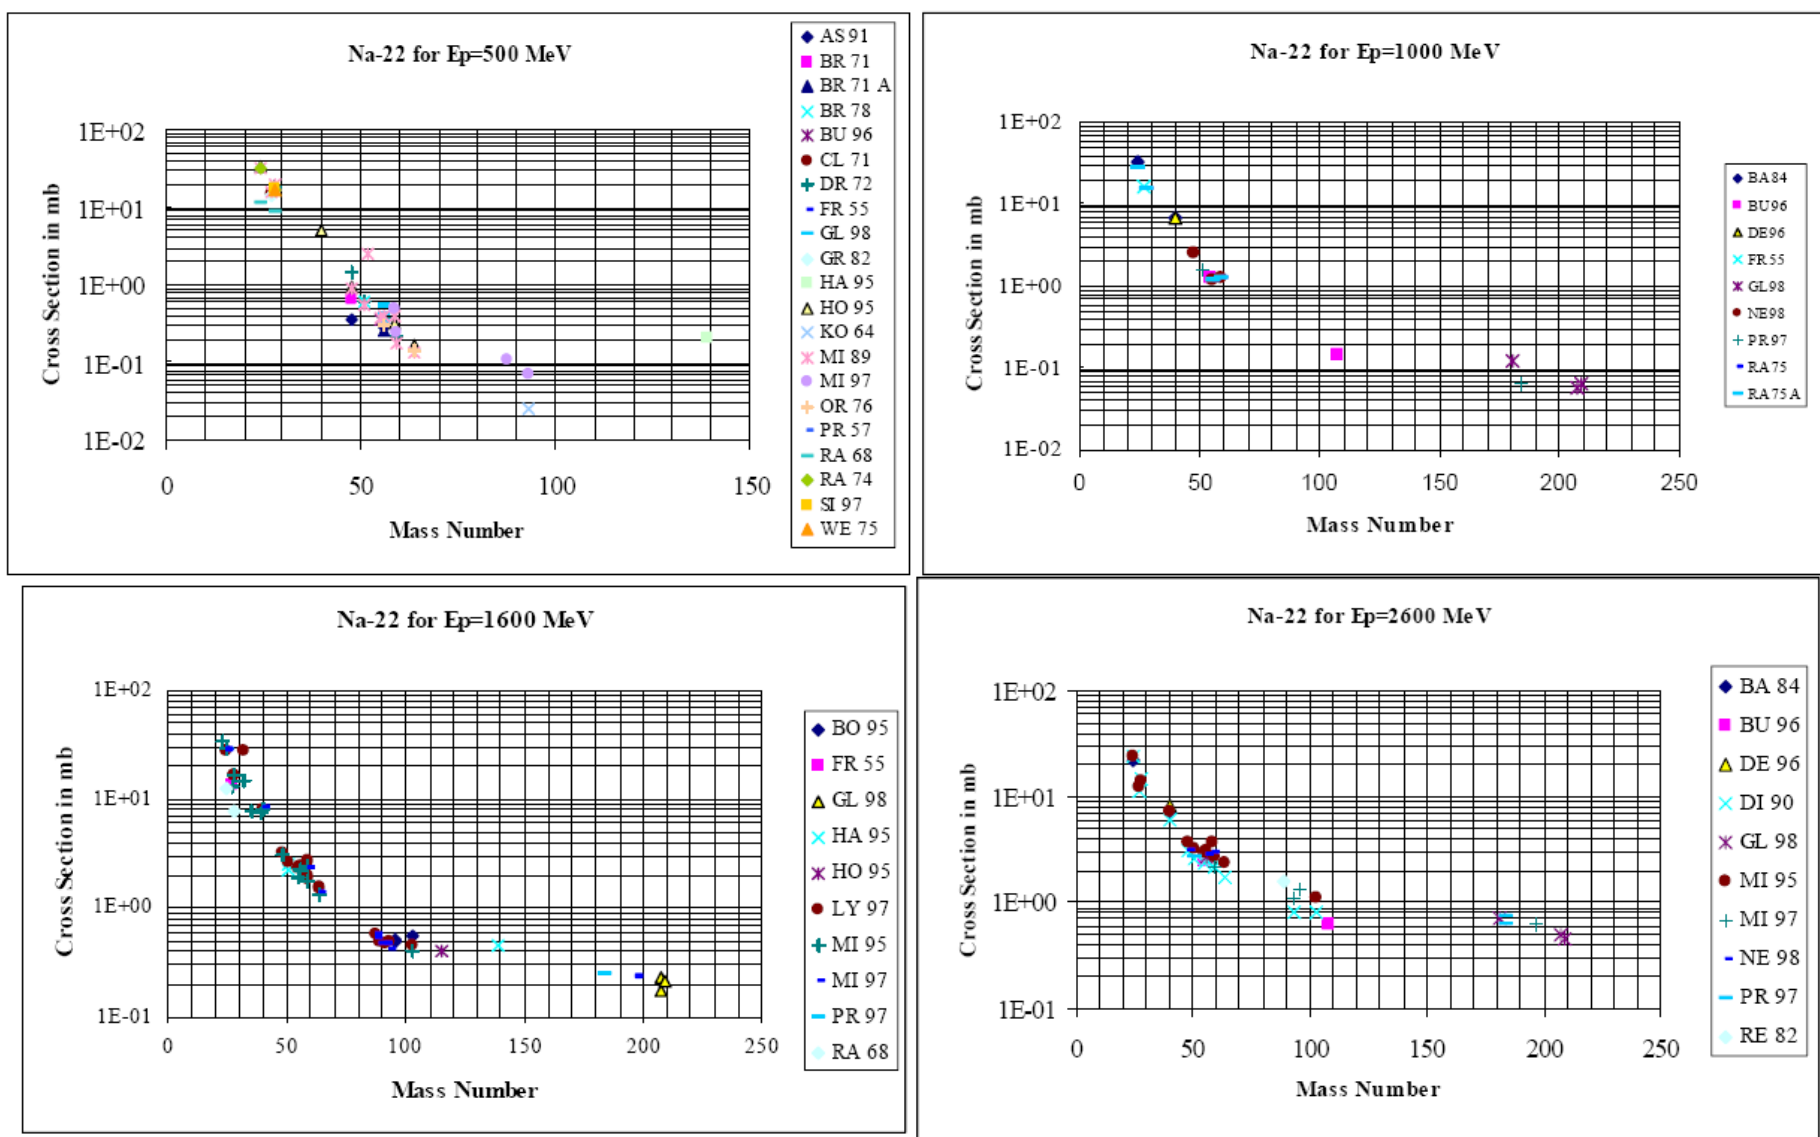 Na-22 for Ep=500 MeV
Cross Section in mb
1E+02
1E+01
1E+00
1E-01
1E-02
0 50 100 150
Mass Number
AS 91
BR 71
BR 71 A
BR 78
BU 96
CL 71
DR 72
FR 55
GL 98
GR 82
HA 95
HO 95
KO 64
MI 89
MI 97
OR 76
PR 57
RA 68
RA 74
SI 97
WE 75
Na-22 for Ep=1000 MeV
Cross Section in mb
1E+02
1E+01
1E+00
1E-01
1E-02
0 50 100 150 200 250
Mass Number
BA84
BU96
DE96
FR55
GL98
NE98
PR97
RA75
RA75A
Na-22 for Ep=1600 MeV
Cross Section in mb
1E+02
1E+01
1E+00
1E-01
0 50 100 150 200 250
Mass Number
BO 95
FR 55
GL 98
HA 95
HO 95
LY 97
MI 95
MI 97
PR 97
RA 68
Na-22 for Ep=2600 MeV
Cross Section in mb
1E+02
1E+01
1E+00
1E-01
0 50 100 150 200 250
Mass Number
BA 84
BU 96
DE 96
DI 90
GL 98
MI 95
MI 97
NE 98
PR 97
RE 82